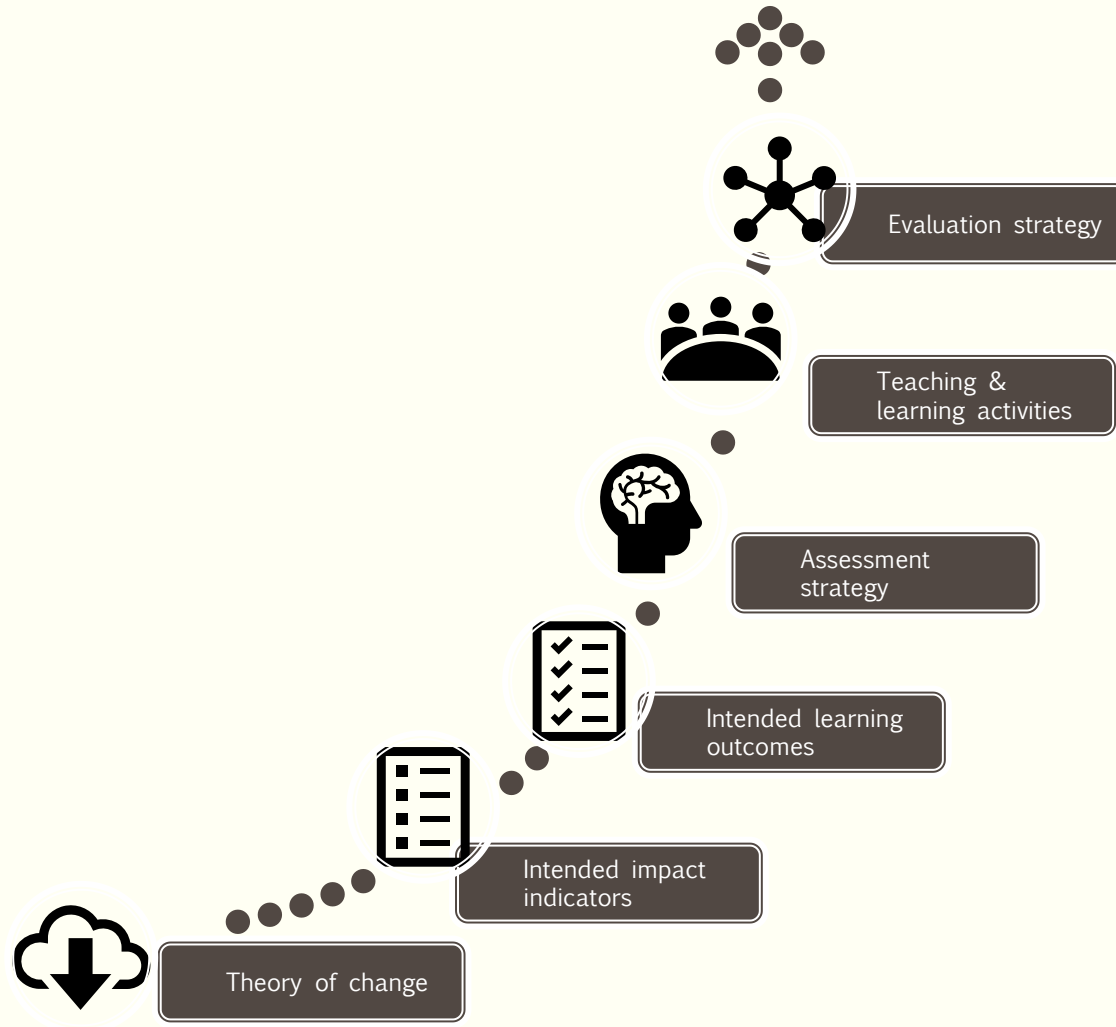 Evaluation strategy
Teaching &
learning activities
Assessment
strategy
Intended learning
outcomes
Intended impact
indicators
Theory of change